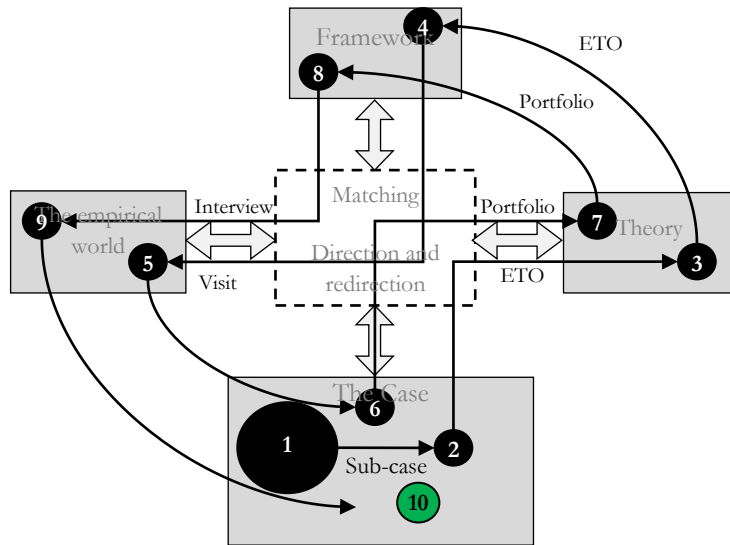 4
ETO
Framework
8
Portfolio
Matching
9
The empirical
world
Interview
Portfolio
7
Theory
5
Visit
Direction and
redirection
ETO
3
The Case
6
1
2
Sub-case
10